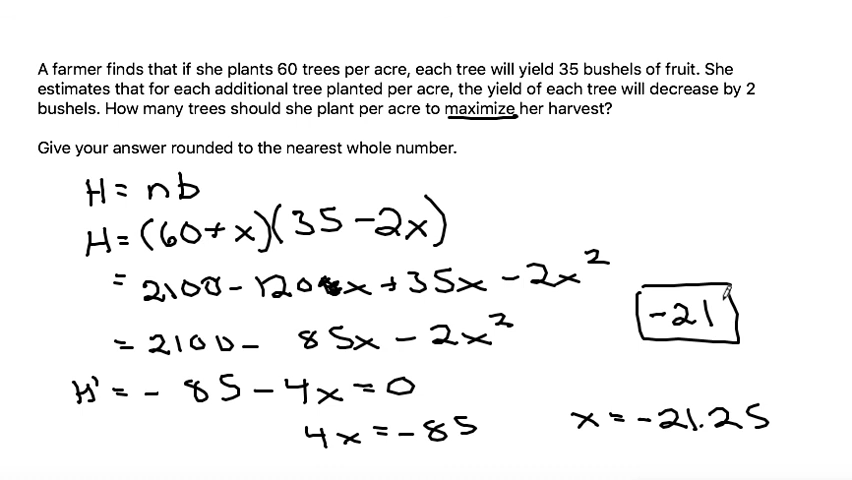 A farmer finds that if she plants 60 trees per acre, each tree will yield 35 bushels of fruit. She
estimates that for each additional tree planted per acre, the yield of each tree will decrease by 2
bushels. How many trees should she plant per acre to maximize her harvest?
Give your answer rounded to the nearest whole number.
H = nb
H = (60+x)(35-2x)
= 2100 - 120x + 35x - 2x²
= 2100 - 85x - 2x²
-21
H' = - 85 - 4x = 0
4x = -85
x = -21.25